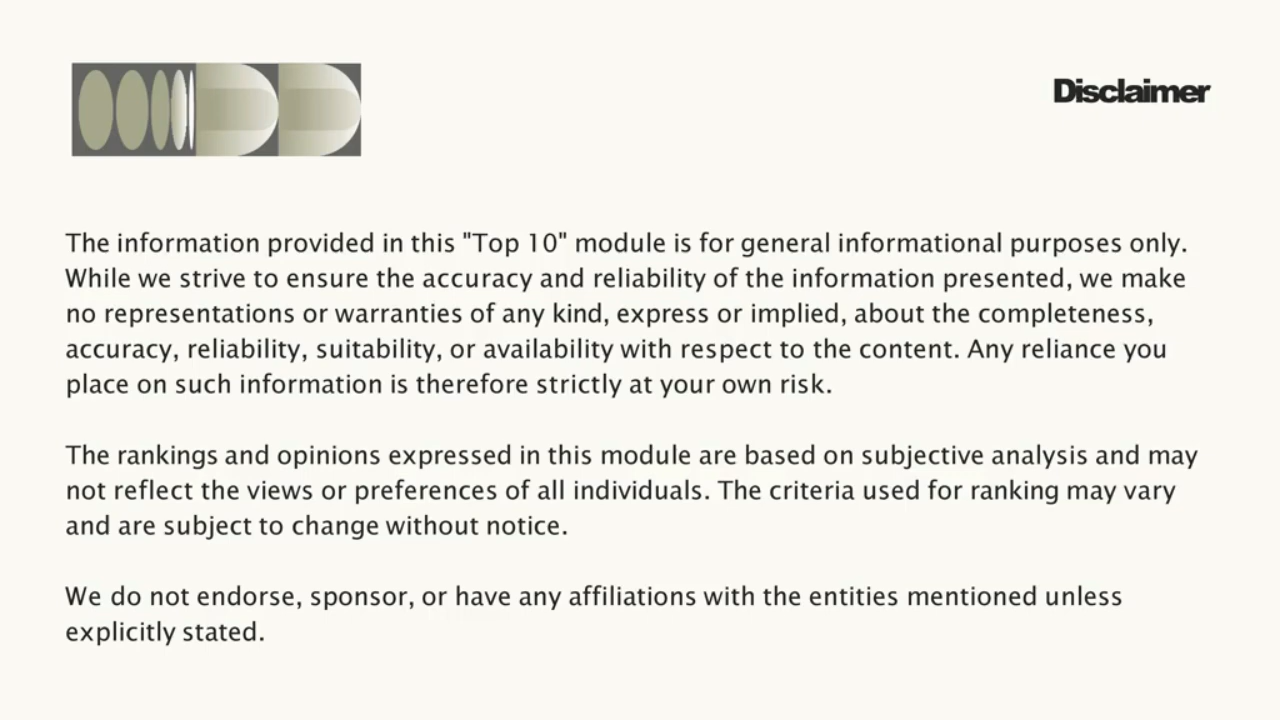 Disclaimer
The information provided in this "Top 10" module is for general informational purposes only.
While we strive to ensure the accuracy and reliability of the information presented, we make
no representations or warranties of any kind, express or implied, about the completeness,
accuracy, reliability, suitability, or availability with respect to the content. Any reliance you
place on such information is therefore strictly at your own risk.
The rankings and opinions expressed in this module are based on subjective analysis and may
not reflect the views or preferences of all individuals. The criteria used for ranking may vary
and are subject to change without notice.
We do not endorse, sponsor, or have any affiliations with the entities mentioned unless
explicitly stated.